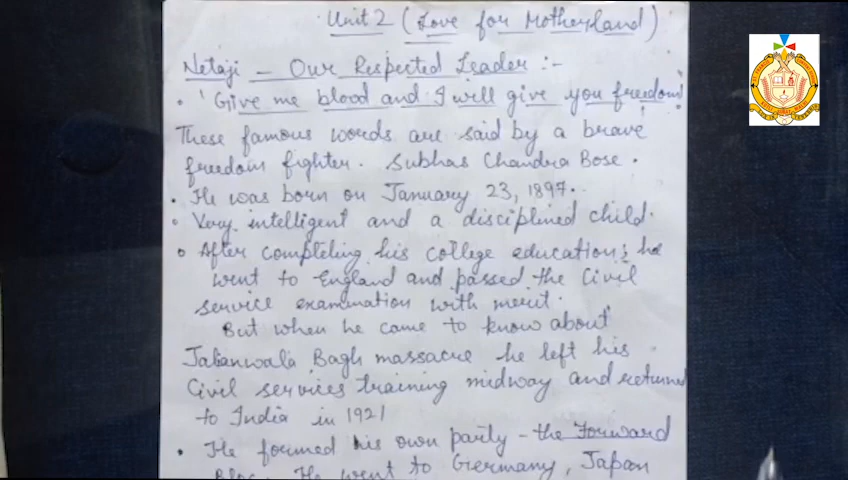 Unit 2 (Love for Motherland)
Netaji - Our Respected Leader :-
• 'Give me blood and I will give you freedom!'
These famous words are said by a brave
freedom fighter. Subhas Chandra Bose.
• He was born on January 23, 1897.
• Very intelligent and a disciplined child.
• After completing his college education, he
went to England and passed the Civil
service examination with merit.
But when he came to know about
Jalianwala Bagh massacre he left his
Civil services training midway and returned
to India in 1921
• He formed his own party - the Forward
Bloc. He went to Germany, Japan